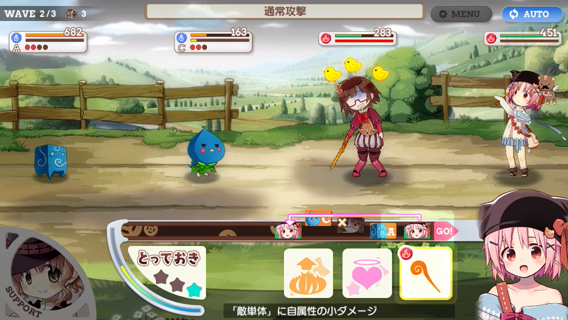 WAVE 2/3 3
通常攻撃
MENU
AUTO
682
A
163
C
283
451
A
GO!
とっておき
SUPPORT
「敵単体」に自属性の小ダメージ